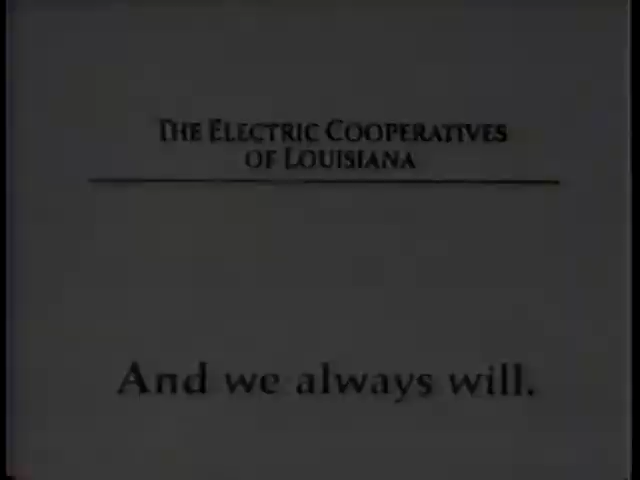 THE ELECTRIC COOPERATIVES
OF LOUISIANA
And we always will.